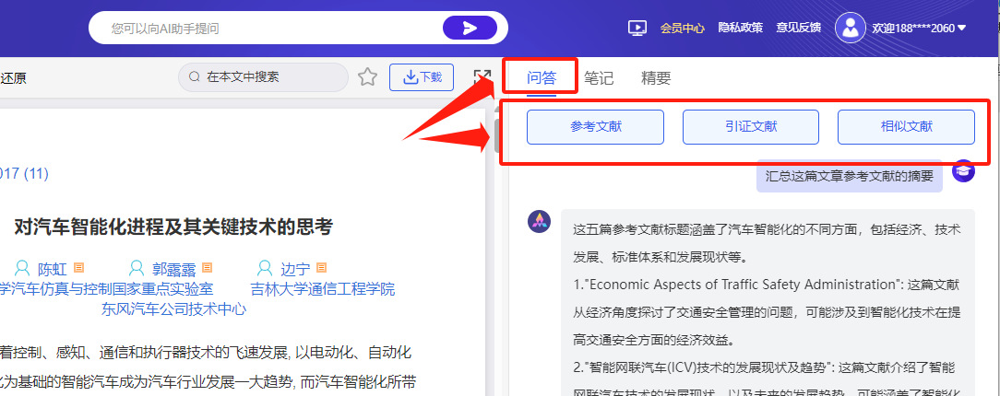 您可以向AI助手提问
会员中心 隐私政策 意见反馈 欢迎188****2060
还原 在本文中搜索 下载 问答 笔记 精要
参考文献 引证文献 相似文献
017 (11)
对汽车智能化进程及其关键技术的思考
陈虹 郭露露 边宁
学汽车仿真与控制国家重点实验室 吉林大学通信工程学院
东风汽车公司技术中心
着控制、感知、通信和执行器技术的飞速发展, 以电动化、自动化
化为基础的智能汽车成为汽车行业发展一大趋势, 而汽车智能化所带
汇总这篇文章参考文献的摘要
这五篇参考文献标题涵盖了汽车智能化的不同方面，包括经济、技术
发展、标准体系和发展现状等。
1."Economic Aspects of Traffic Safety Administration": 这篇文献
从经济角度探讨了交通安全管理的问题，可能涉及到智能化技术在提
高交通安全方面的经济效益。
2."智能网联汽车(ICV)技术的发展现状及趋势": 这篇文献介绍了智能
网联汽车技术的发展现状，以及未来的发展趋势，可能涵盖了智能化